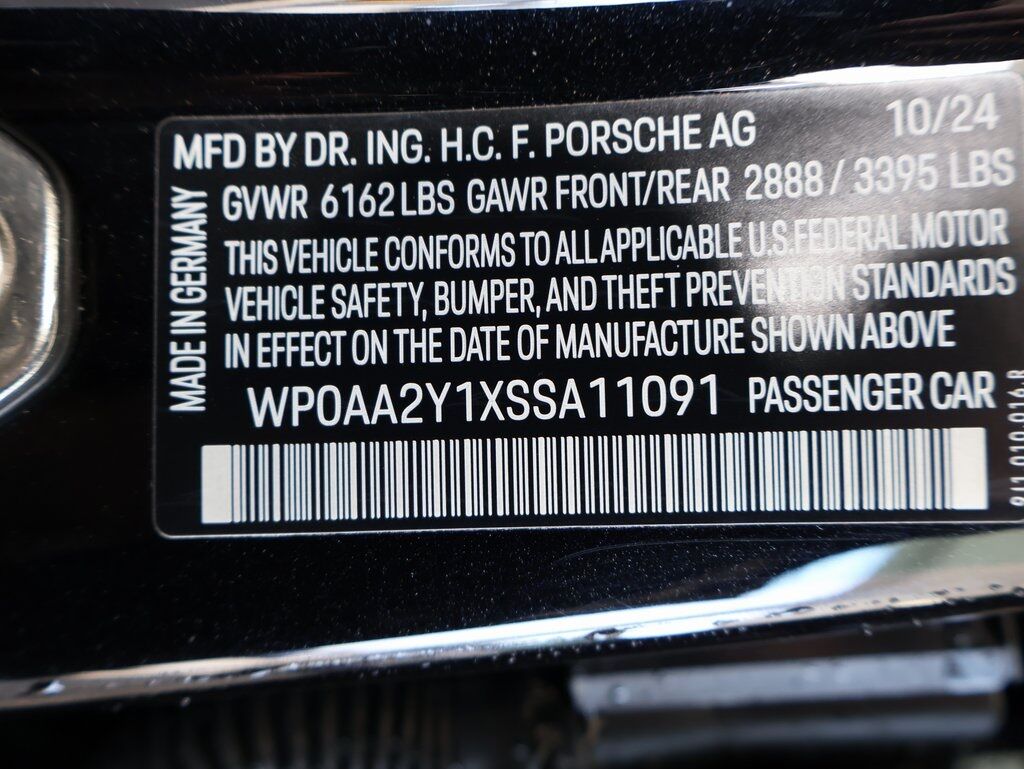 MFD BY DR. ING. H.C. F. PORSCHE AG 10/24
GVWR 6162 LBS GAWR FRONT/REAR 2888 / 3395 LBS
THIS VEHICLE CONFORMS TO ALL APPLICABLE U.S. FEDERAL MOTOR
VEHICLE SAFETY, BUMPER, AND THEFT PREVENTION STANDARDS
IN EFFECT ON THE DATE OF MANUFACTURE SHOWN ABOVE
WP0AA2Y1XSSA11091 PASSENGER CAR
MADE IN GERMANY